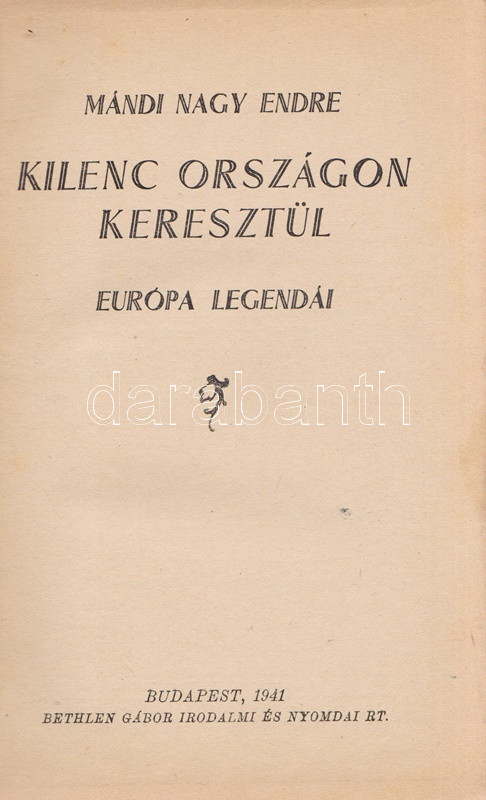 MÁNDI NAGY ENDRE
KILENC ORSZÁGON
KERESZTÜL
EURÓPA LEGENDÁI
darabanth
BUDAPEST, 1941
BETHLEN GÁBOR IRODALMI ÉS NYOMDAI RT.